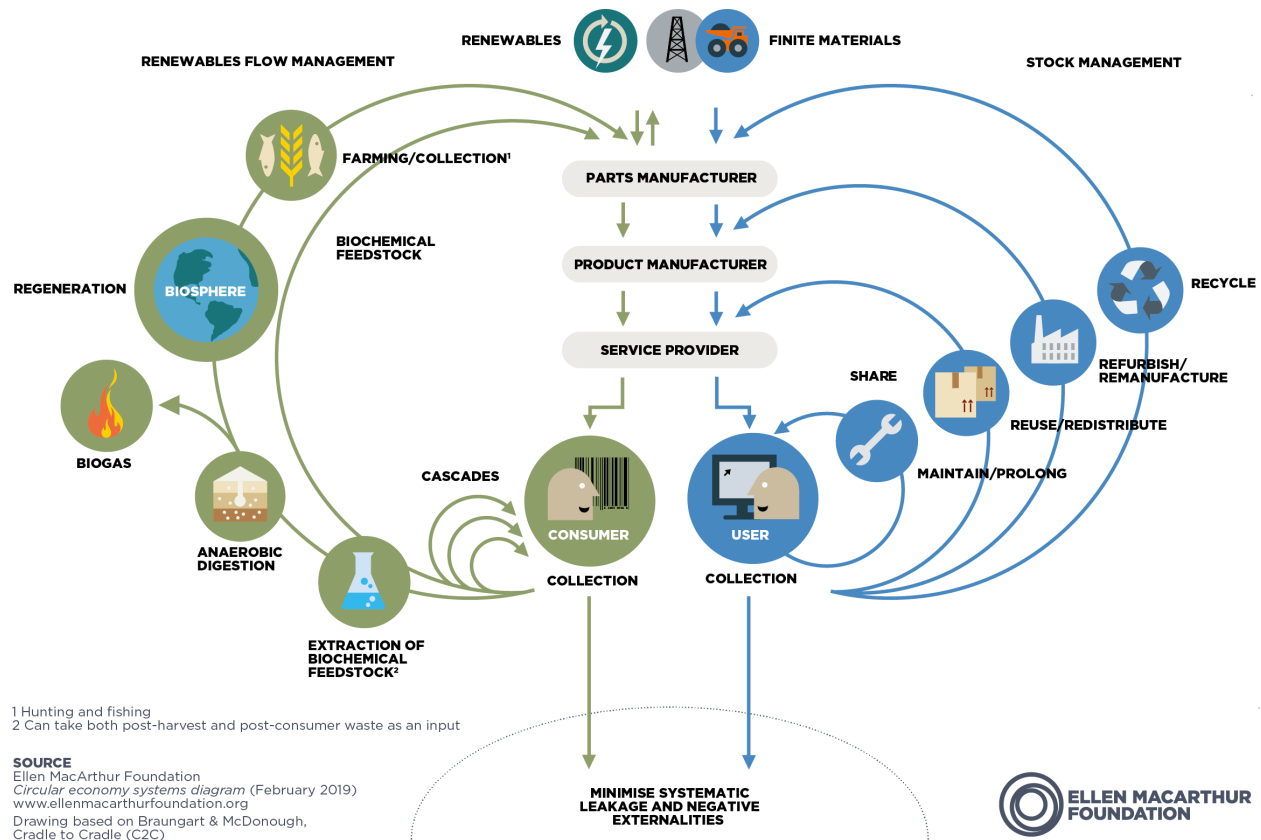 RENEWABLES
FINITE MATERIALS
RENEWABLES FLOW MANAGEMENT
STOCK MANAGEMENT
FARMING/COLLECTION¹
PARTS MANUFACTURER
BIOCHEMICAL
FEEDSTOCK
PRODUCT MANUFACTURER
REGENERATION
BIOSPHERE
RECYCLE
SERVICE PROVIDER
REFURBISH/
REMANUFACTURE
SHARE
REUSE/REDISTRIBUTE
BIOGAS
CASCADES
MAINTAIN/PROLONG
CONSUMER
USER
ANAEROBIC
DIGESTION
COLLECTION
COLLECTION
EXTRACTION OF
BIOCHEMICAL
FEEDSTOCK²
1 Hunting and fishing
2 Can take both post-harvest and post-consumer waste as an input
SOURCE
Ellen MacArthur Foundation
Circular economy systems diagram (February 2019)
www.ellenmacarthurfoundation.org
Drawing based on Braungart & McDonough,
Cradle to Cradle (C2C)
MINIMISE SYSTEMATIC
LEAKAGE AND NEGATIVE
EXTERNALITIES
ELLEN MACARTHUR
FOUNDATION